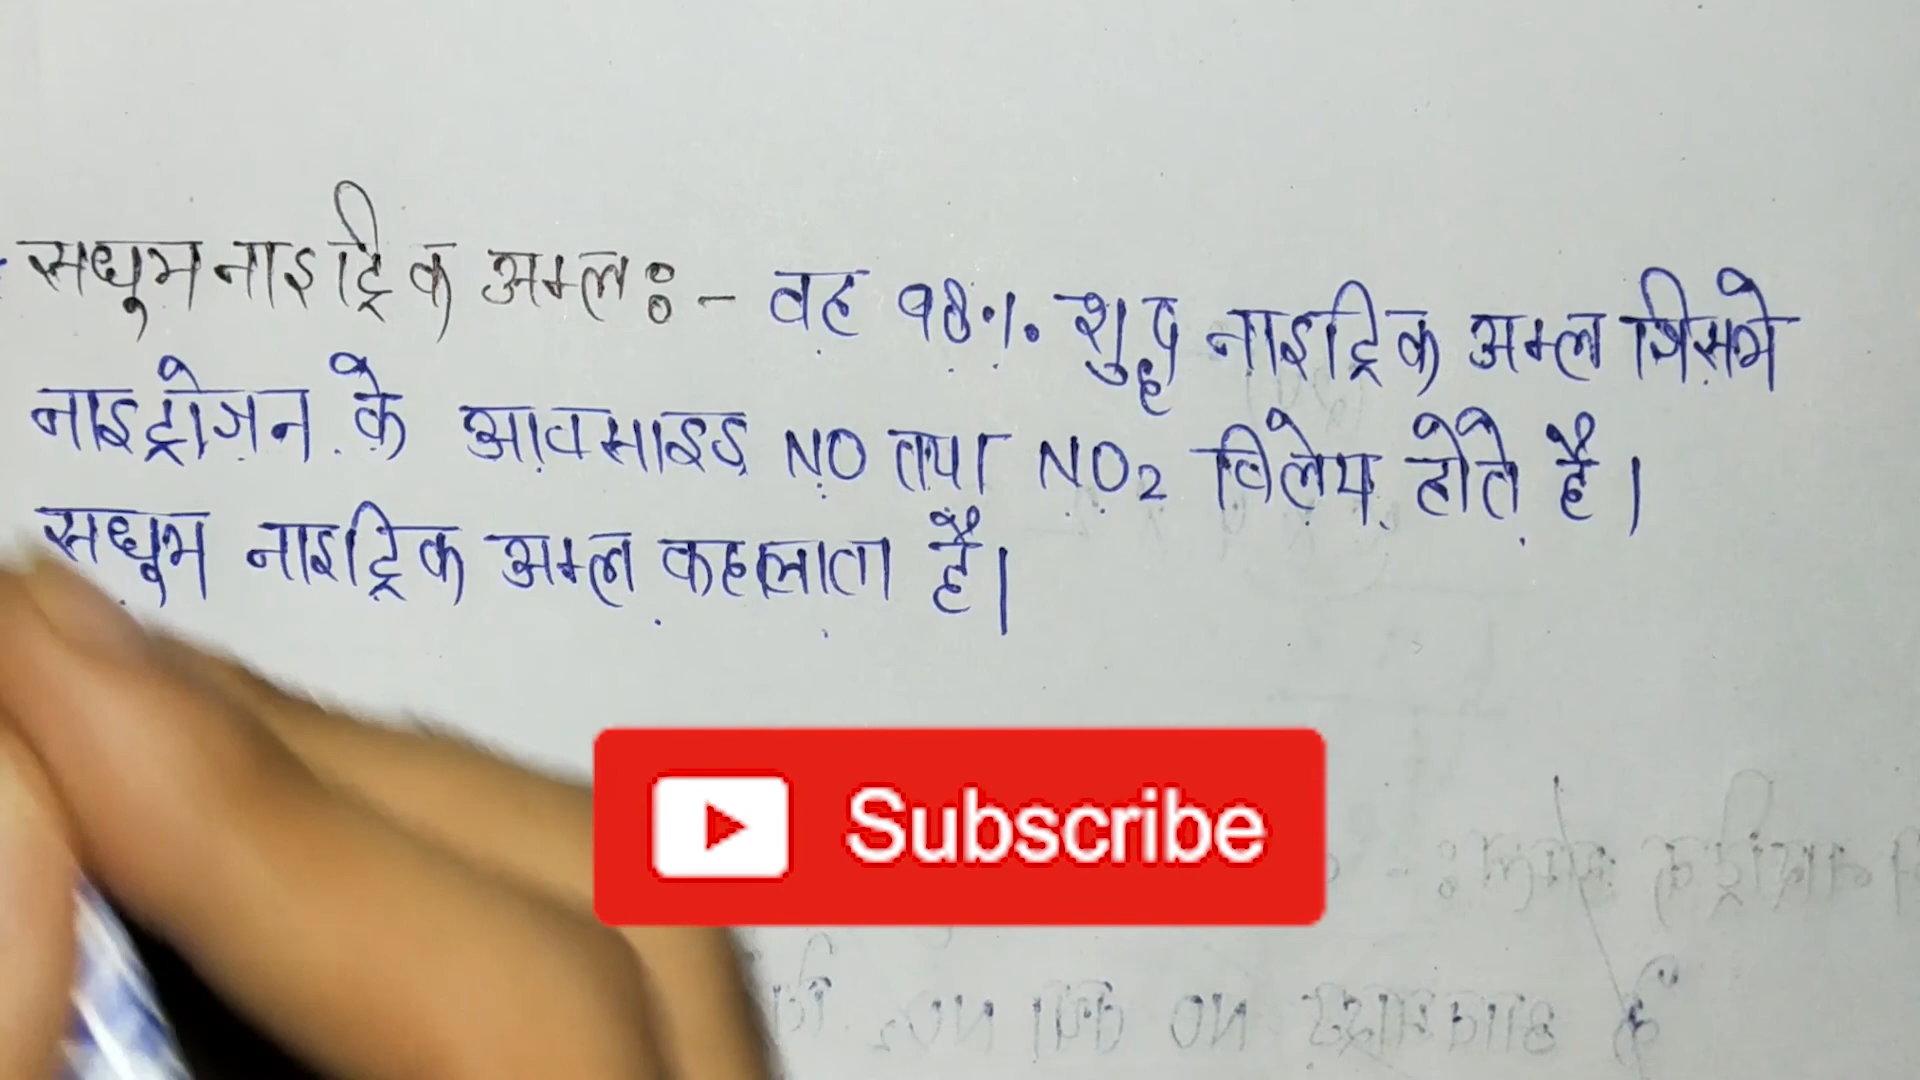 सधूम नाइट्रिक अम्ल :- वह 98% शुद्ध नाइट्रिक अम्ल जिसमे
नाइट्रोजन के आक्साइड NO तथा NO₂ विलेय होते है।
सधूम नाइट्रिक अम्ल कहलाता है।
Subscribe